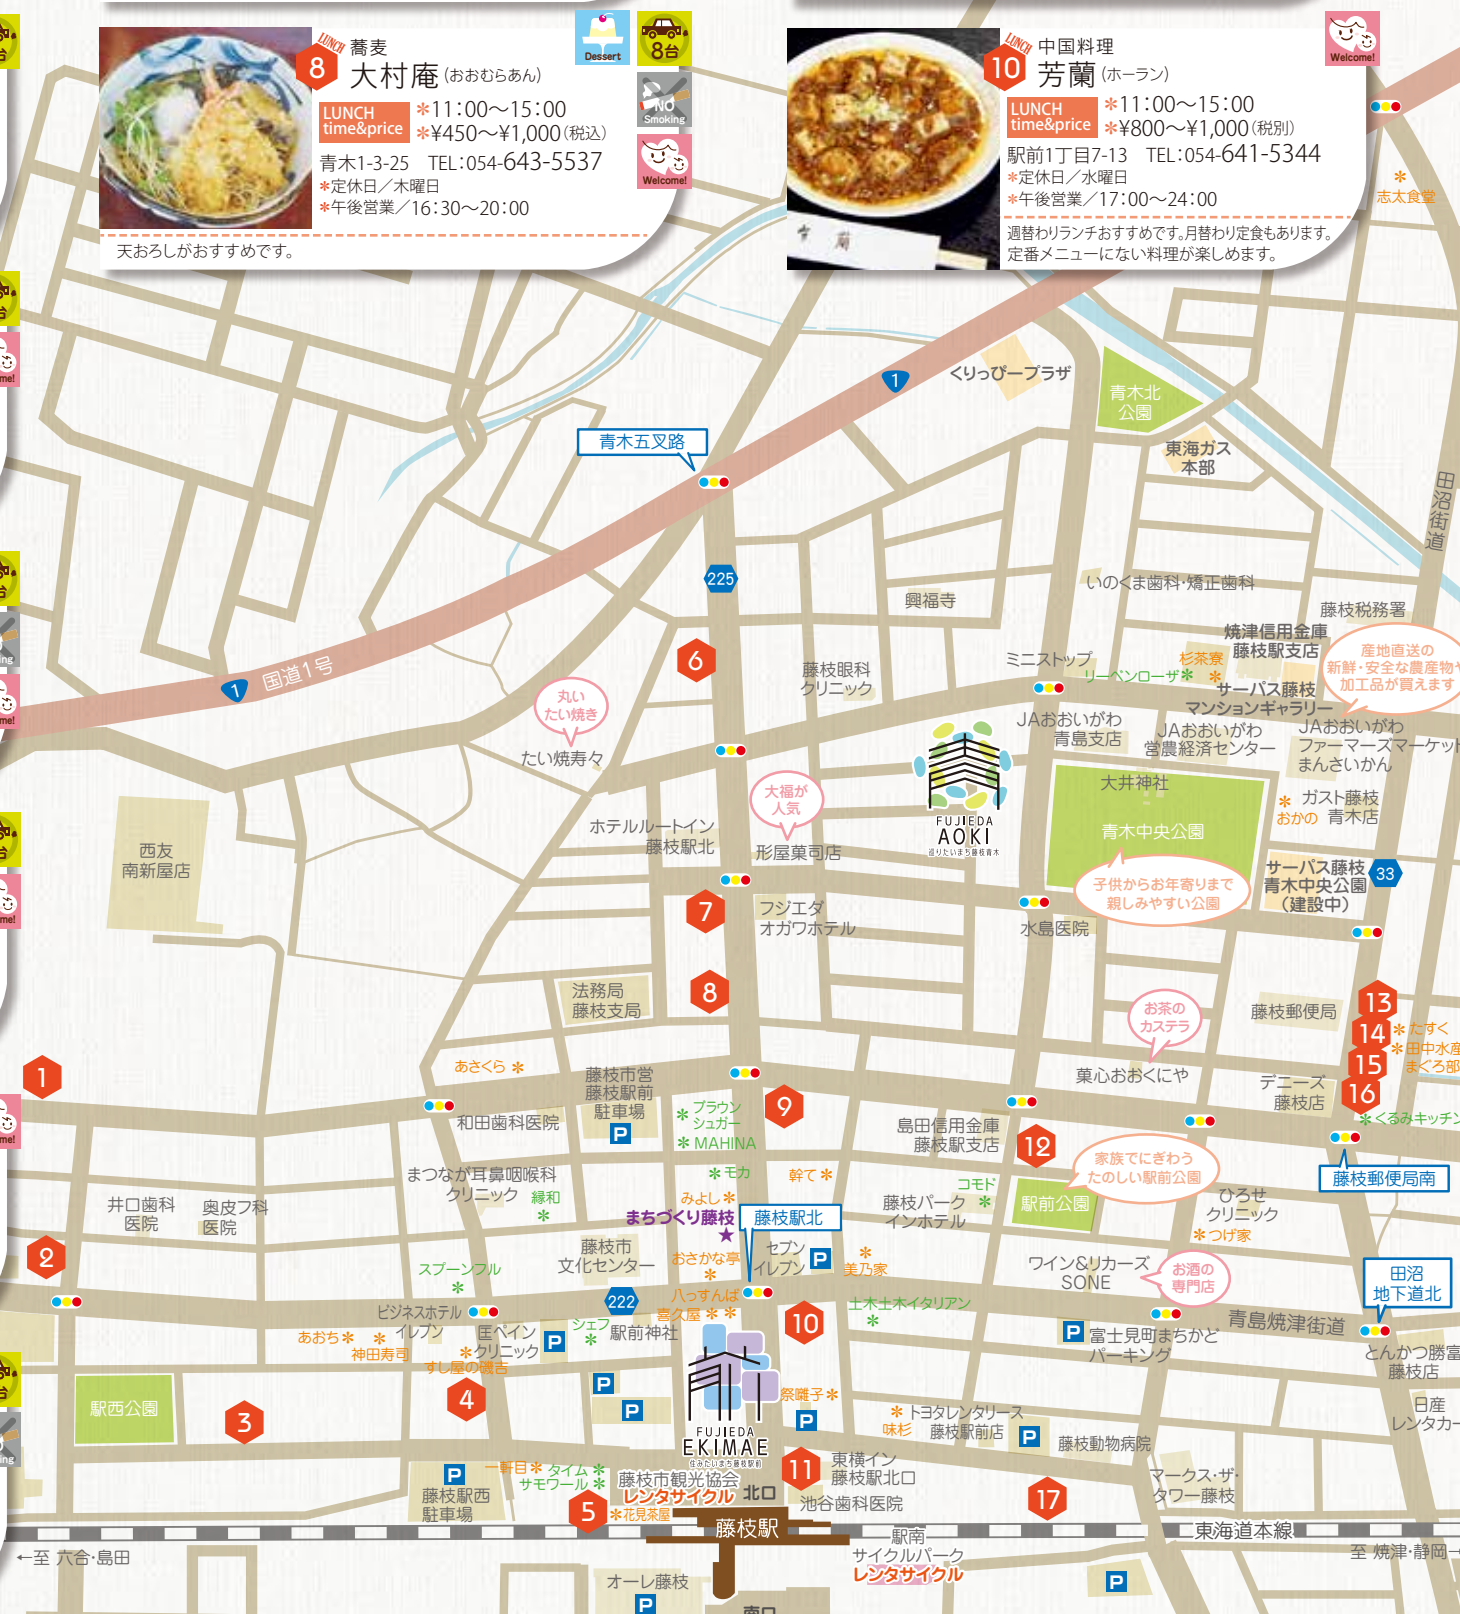 LUNCH
8
蕎麦
大村庵 (おおむらあん)
LUNCH
time&price
*11:00〜15:00
*¥450〜¥1,000(税込)
青木1-3-25 TEL:054-643-5537
*定休日／木曜日
*午後営業／16:30〜20:00
天おろしがおすすめです。
Dessert
8台
NO
Smoking
Welcome!
LUNCH
10
中国料理
芳蘭 (ホーラン)
LUNCH
time&price
*11:00〜15:00
*¥800〜¥1,000(税別)
駅前1丁目7-13 TEL:054-641-5344
*定休日／水曜日
*午後営業／17:00〜24:00
週替わりランチおすすめです。月替わり定食もあります。
定番メニューにない料理が楽しめます。
Welcome!
*
志太食堂
くりっぴープラザ
1
青木北
公園
青木五叉路
東海ガス
本部
田沼街道
225
いのくま歯科・矯正歯科
興福寺
藤枝税務署
焼津信用金庫
藤枝駅支店
産地直送の
新鮮・安全な農産物や
加工品が買えます
6
国道1号
1
藤枝眼科
クリニック
ミニストップ
杉茶寮
*
リーベンローザ*
サーパス藤枝
マンションギャラリー
丸い
たい焼き
たい焼寿々
JAおおいがわ
青島支店
JAおおいがわ
営農経済センター
JAおおいがわ
ファーマーズマーケット
まんさいかん
大井神社
大福が
人気
FUJIEDA
AOKI
巡りたいまち藤枝青木
ガスト藤枝
青木店
*
おかの
ホテルルートイン
藤枝駅北
形屋菓司店
青木中央公園
西友
南新屋店
子供からお年寄りまで
親しみやすい公園
サーパス藤枝
青木中央公園
(建設中)
33
7
フジエダ
オガワホテル
水島医院
8
法務局
藤枝支局
お茶の
カステラ
藤枝郵便局
13
14
*たすく
*田中水産
まぐろ部
15
16
1
あさくら*
藤枝市営
藤枝駅前
駐車場
P
菓心おおくにや
デニーズ
藤枝店
*くるみキッチン
9
和田歯科医院
*ブラウン
シュガー
*MAHINA
島田信用金庫
藤枝駅支店
12
家族でにぎわう
たのしい駅前公園
藤枝郵便局南
まつなが耳鼻咽喉科
クリニック
*モカ
幹て*
コモド
*
縁和
*
みよし*
井口歯科
医院
奥皮フ科
医院
まちづくり藤枝
★
藤枝駅北
藤枝パーク
インホテル
駅前公園
ひろせ
クリニック
*つげ家
2
藤枝市
文化センター
セブン
イレブン
P
*
美乃家
おさかな亭
*
ワイン&リカーズ
SONE
お酒の
専門店
田沼
地下道北
スプーンフル
*
222
八っすんば
喜久屋**
土木土木イタリアン
*
ビジネスホテル
イレブン
匡ペイン
クリニック
P
シェフ
*
駅前神社
10
青島焼津街道
あおち*
*
神田寿司
*
すし屋の磯吉
P
富士見町まちかど
パーキング
とんかつ勝富
藤枝店
駅西公園
3
4
P
P
祭囃子*
P
*
味杉
トヨタレンタリース
藤枝駅前店
P
藤枝動物病院
日産
レンタカー
FUJIEDA
EKIMAE
住みたいまち藤枝駅前
P
藤枝駅西
駐車場
一軒目*
タイム*
サモワール*
5
藤枝市観光協会
レンタサイクル
北口
*花見茶屋
11
東横イン
藤枝駅北口
池谷歯科医院
17
マークス・ザ・
タワー藤枝
藤枝駅
東海道本線
駅南
サイクルパーク
レンタサイクル
←至 六合・島田
至 焼津・静岡→
オーレ藤枝
P
P
南口